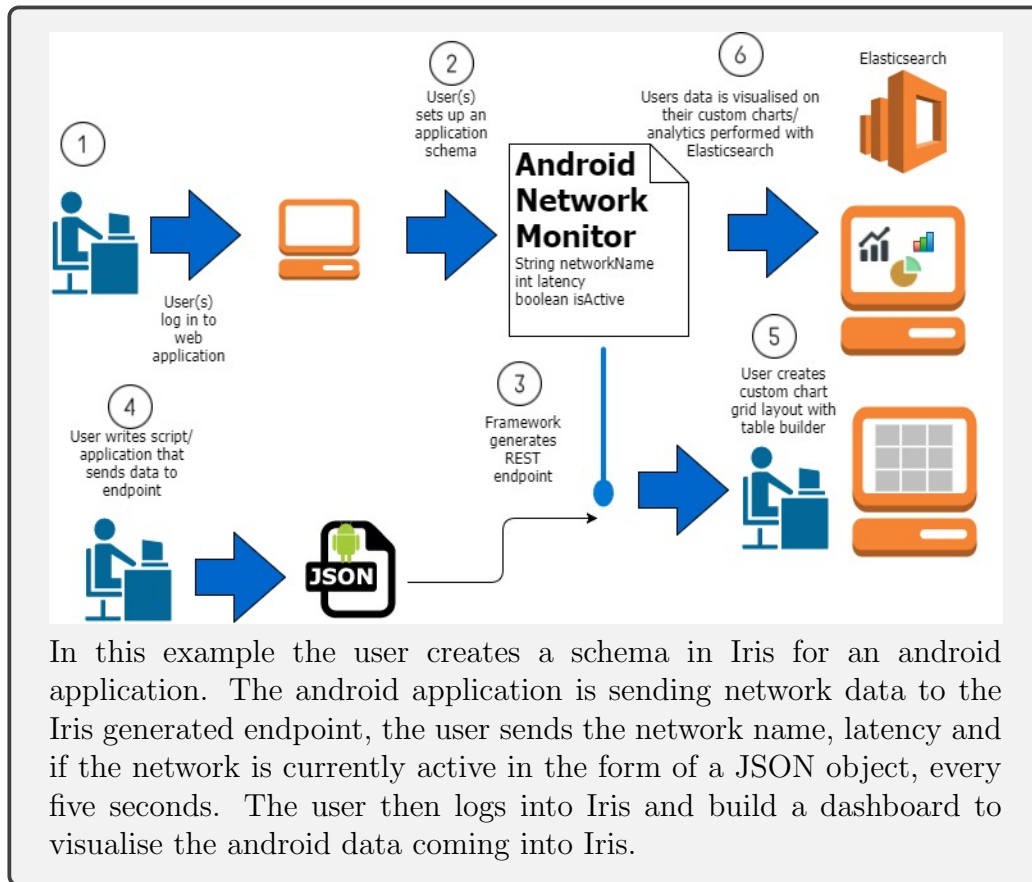 1
User(s)
log in to
web
application
2
User(s)
sets up an
application
schema
Android
Network
Monitor
String networkName
int latency
boolean isActive
3
Framework
generates
REST
endpoint
4
User writes script/
application that
sends data to
endpoint
JSON
5
User creates
custom chart
grid layout with
table builder
6
Users data is visualised on
their custom charts/
analytics performed with
Elasticsearch
Elasticsearch
In this example the user creates a schema in Iris for an android
application. The android application is sending network data to the
Iris generated endpoint, the user sends the network name, latency and
if the network is currently active in the form of a JSON object, every
five seconds. The user then logs into Iris and build a dashboard to
visualise the android data coming into Iris.